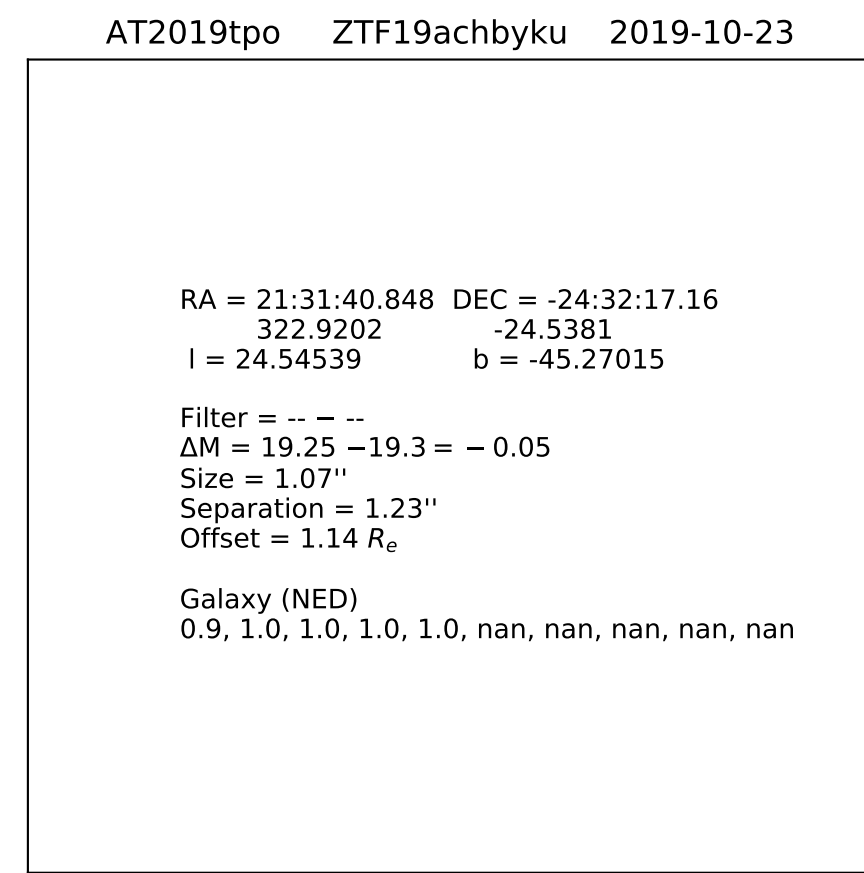 AT2019tpo ZTF19achbyku 2019-10-23
RA = 21:31:40.848 DEC = -24:32:17.16
322.9202 -24.5381
l = 24.54539 b = -45.27015
Filter = -- − --
ΔM = 19.25 −19.3 = − 0.05
Size = 1.07''
Separation = 1.23''
Offset = 1.14 Rₑ
Galaxy (NED)
0.9, 1.0, 1.0, 1.0, 1.0, nan, nan, nan, nan, nan